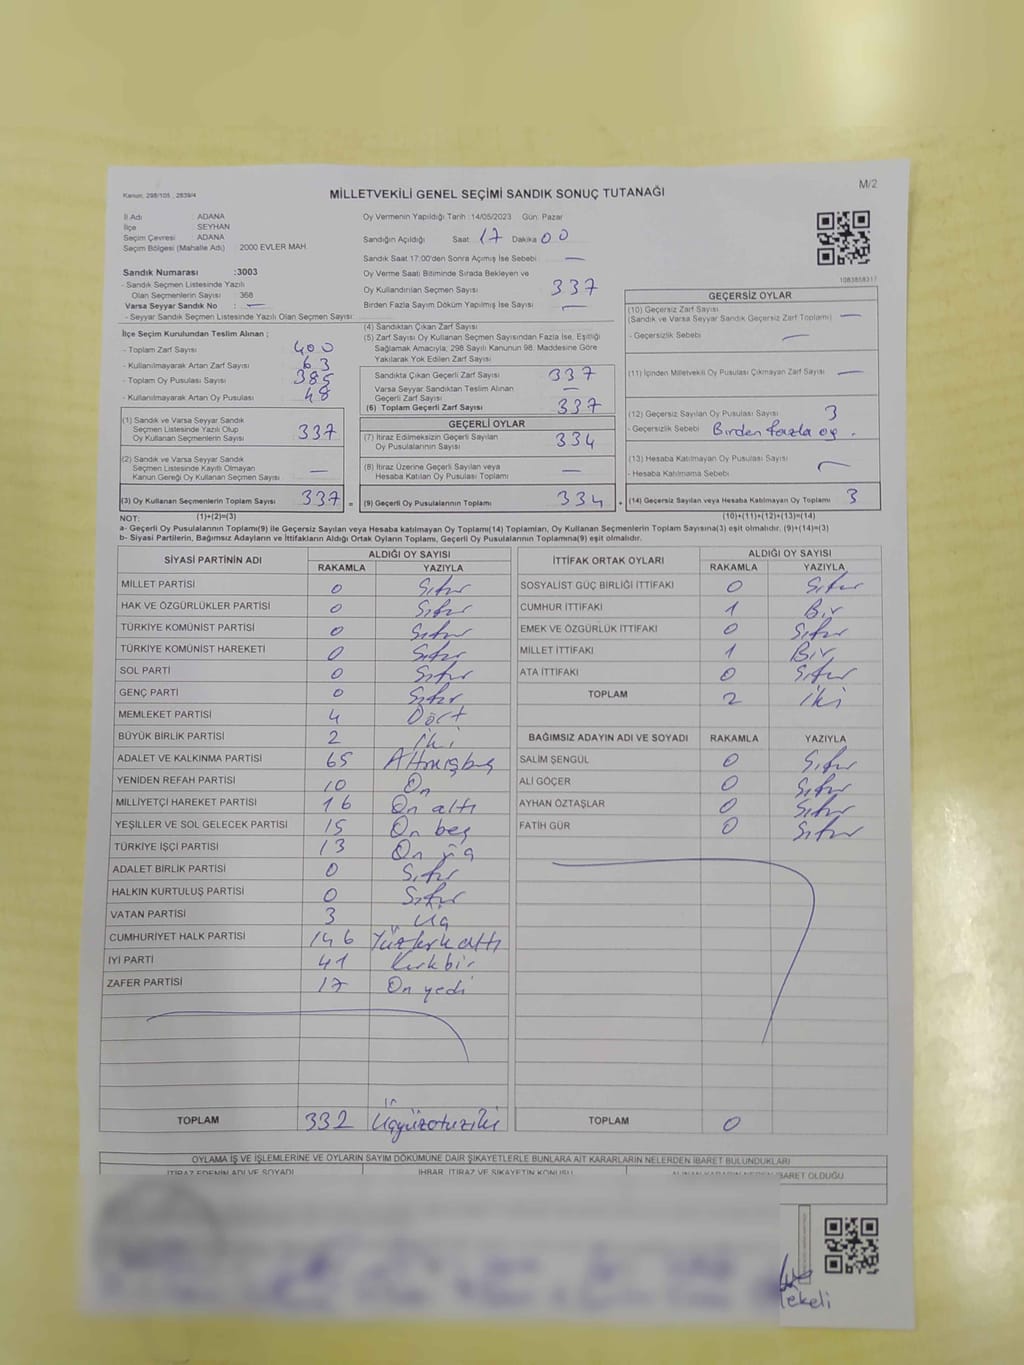 Kanun: 298/105 , 2839/4
MİLLETVEKİLİ GENEL SEÇİMİ SANDIK SONUÇ TUTANAĞI
M/2
İl Adı : ADANA
İlçe : SEYHAN
Seçim Çevresi : ADANA
Seçim Bölgesi (Mahalle Adı) : 2000 EVLER MAH.
Oy Vermenin Yapıldığı Tarih : 14/05/2023 Gün: Pazar
Sandığın Açıldığı Saat 17 Dakika 00
Sandık Saat 17:00'den Sonra Açımış İse Sebebi : —
Oy Verme Saati Bitiminde Sırada Bekleyen ve
Oy Kullandırılan Seçmen Sayısı : 337
Birden Fazla Sayım Döküm Yapılmış İse Sayısı : —
1083858317
Sandık Numarası :3003
- Sandık Seçmen Listesinde Yazılı
Olan Seçmenlerin Sayısı : 368
Varsa Seyyar Sandık No : —
- Seyyar Sandık Seçmen Listesinde Yazılı Olan Seçmen Sayısı:
İlçe Seçim Kurulundan Teslim Alınan ;
- Toplam Zarf Sayısı 400
- Kullanılmayarak Artan Zarf Sayısı 63
- Toplam Oy Pusulası Sayısı 385
- Kullanılmayarak Artan Oy Pusulası 48
(1) Sandık ve Varsa Seyyar Sandık
Seçmen Listesinde Yazılı Olup
Oy Kullanan Seçmenlerin Sayısı 337
(2) Sandık ve Varsa Seyyar Sandık
Seçmen Listesinde Kayıtlı Olmayan
Kanun Gereği Oy Kullanan Seçmen Sayısı —
(3) Oy Kullanan Seçmenlerin Toplam Sayısı 337 =
(1)+(2)=(3)
(4) Sandıktan Çıkan Zarf Sayısı
(5) Zarf Sayısı Oy Kullanan Seçmen Sayısından Fazla İse, Eşitliği
Sağlamak Amacıyla; 298 Sayılı Kanunun 98. Maddesine Göre
Yakılarak Yok Edilen Zarf Sayısı
Sandıkta Çıkan Geçerli Zarf Sayısı 337
Varsa Seyyar Sandıktan Teslim Alınan
Geçerli Zarf Sayısı —
(6) Toplam Geçerli Zarf Sayısı 337
GEÇERLİ OYLAR
(7) İtiraz Edilmeksizin Geçerli Sayılan
Oy Pusulası Sayısı 334
(8) İtiraz Üzerine Geçerli Sayılan veya
Hesaba Katılan Oy Pusulası Toplamı —
(9) Geçerli Oy Pusulalarının Toplamı 334 +
GEÇERSİZ OYLAR
(10) Geçersiz Zarf Sayısı
(Sandık ve Varsa Seyyar Sandık Geçersiz Zarf Toplamı) —
- Geçersizlik Sebebi : —
(11) İçinden Milletvekili Oy Pusulası Çıkmayan Zarf Sayısı —
(12) Geçersiz Sayılan Oy Pusulası Sayısı 3
- Geçersizlik Sebebi : Birden fazla oy .
(13) Hesaba Katılmayan Oy Pusulası Sayısı —
- Hesaba Katılmama Sebebi :
(14) Geçersiz Sayılan veya Hesaba Katılmayan Oy Toplamı 3
(10)+(11)+(12)+(13)=(14)
NOT:
a- Geçerli Oy Pusulalarının Toplamı(9) ile Geçersiz Sayılan veya Hesaba katılmayan Oy Toplamı(14) Toplamları, Oy Kullanan Seçmenlerin Toplam Sayısına(3) eşit olmalıdır, (9)+(14)=(3)
b- Siyasi Partilerin, Bağımsız Adayların ve İttifakların Aldığı Ortak Oyların Toplamı, Geçerli Oy Pusulalarının Toplamına(9) eşit olmalıdır.
SİYASİ PARTİNİN ADI ALDIĞI OY SAYISI
RAKAMLA YAZIYLA
MİLLET PARTİSİ 0 Sıfır
HAK VE ÖZGÜRLÜKLER PARTİSİ 0 Sıfır
TÜRKİYE KOMÜNİST PARTİSİ 0 Sıfır
TÜRKİYE KOMÜNİST HAREKETİ 0 Sıfır
SOL PARTİ 0 Sıfır
GENÇ PARTİ 0 Sıfır
MEMLEKET PARTİSİ 4 Dört
BÜYÜK BİRLİK PARTİSİ 2 İki
ADALET VE KALKINMA PARTİSİ 65 Altmışbeş
YENİDEN REFAH PARTİSİ 10 On
MİLLİYETÇİ HAREKET PARTİSİ 16 On altı
YEŞİLLER VE SOL GELECEK PARTİSİ 15 On beş
TÜRKİYE İŞÇİ PARTİSİ 13 On üç
ADALET BİRLİK PARTİSİ 0 Sıfır
HALKIN KURTULUŞ PARTİSİ 0 Sıfır
VATAN PARTİSİ 3 Üç
CUMHURİYET HALK PARTİSİ 146 Yüzkırkaltı
İYİ PARTİ 41 Kırkbir
ZAFER PARTİSİ 17 On yedi
TOPLAM 332 Üçyüzotuziki
İTTİFAK ORTAK OYLARI ALDIĞI OY SAYISI
RAKAMLA YAZIYLA
SOSYALİST GÜÇ BİRLİĞİ İTTİFAKI 0 Sıfır
CUMHUR İTTİFAKI 1 Bir
EMEK VE ÖZGÜRLÜK İTTİFAKI 0 Sıfır
MİLLET İTTİFAKI 1 Bir
ATA İTTİFAKI 0 Sıfır
TOPLAM 2 İki
BAĞIMSIZ ADAYIN ADI VE SOYADI RAKAMLA YAZIYLA
SALİM ŞENGÜL 0 Sıfır
ALİ GÖÇER 0 Sıfır
AYHAN ÖZTAŞLAR 0 Sıfır
FATİH GÜR 0 Sıfır
TOPLAM 0
OYLAMA İŞ VE İŞLEMLERİNE VE OYLARIN SAYIM DÖKÜMÜNE DAİR ŞİKAYETLERLE BUNLARA AİT KARARLARIN NELERDEN İBARET BULUNDUKLARI
İTİRAZ EDENİN ADI VE SOYADI İHBAR, İTİRAZ VE ŞİKAYETİN KONUSU